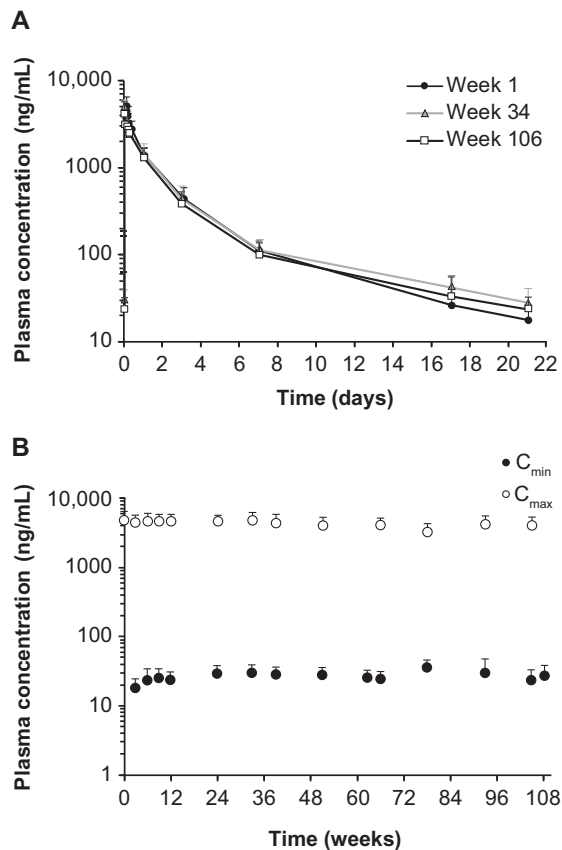 A
10,000
1000
100
10
Plasma concentration (ng/mL)
Week 1
Week 34
Week 106
0 2 4 6 8 10 12 14 16 18 20 22
Time (days)
B
Cmin
Cmax
10,000
1000
100
10
1
Plasma concentration (ng/mL)
0 12 24 36 48 60 72 84 96 108
Time (weeks)